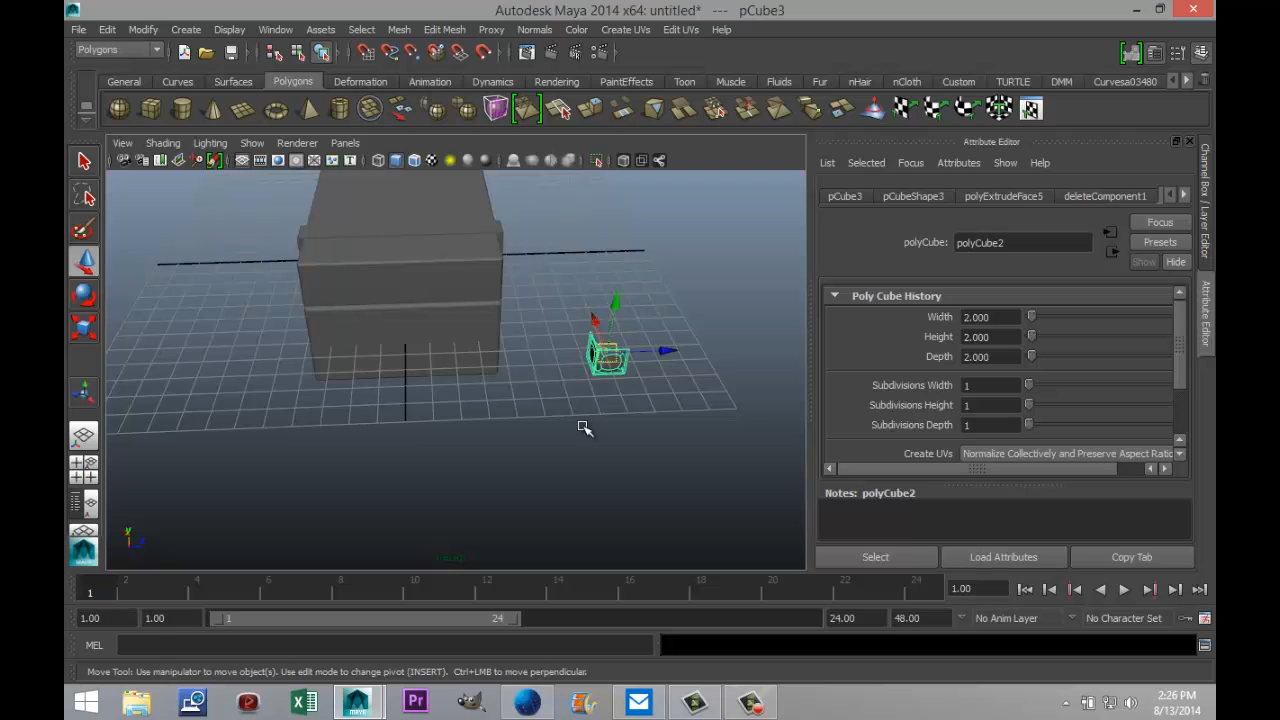 Autodesk Maya 2014 x64: untitled* --- pCube3
File Edit Modify Create Display Window Assets Select Mesh Edit Mesh Proxy Normals Color Create UVs Edit UVs Help
Polygons
General Curves Surfaces Polygons Deformation Animation Dynamics Rendering PaintEffects Toon Muscle Fluids Fur nHair nCloth Custom TURTLE DMM Curvesa03480
View Shading Lighting Show Renderer Panels
Attribute Editor
List Selected Focus Attributes Show Help
pCube3 pCubeShape3 polyExtrudeFace5 deleteComponent1
Focus
polyCube: polyCube2
Presets
Show Hide
Poly Cube History
Width 2.000
Height 2.000
Depth 2.000
Subdivisions Width 1
Subdivisions Height 1
Subdivisions Depth 1
Create UVs Normalize Collectively and Preserve Aspect Ratio
Notes: polyCube2
Select Load Attributes Copy Tab
Channel Box / Layer Editor
Attribute Editor
y
z
persp
2 4 6 8 10 12 14 16 18 20 22 24
1
1.00
1.00 1.00 1 24 24.00 48.00 No Anim Layer No Character Set
MEL
Move Tool: Use manipulator to move object(s). Use edit mode to change pivot (INSERT). Ctrl+LMB to move perpendicular.
MAYA Pr
2:26 PM
8/13/2014